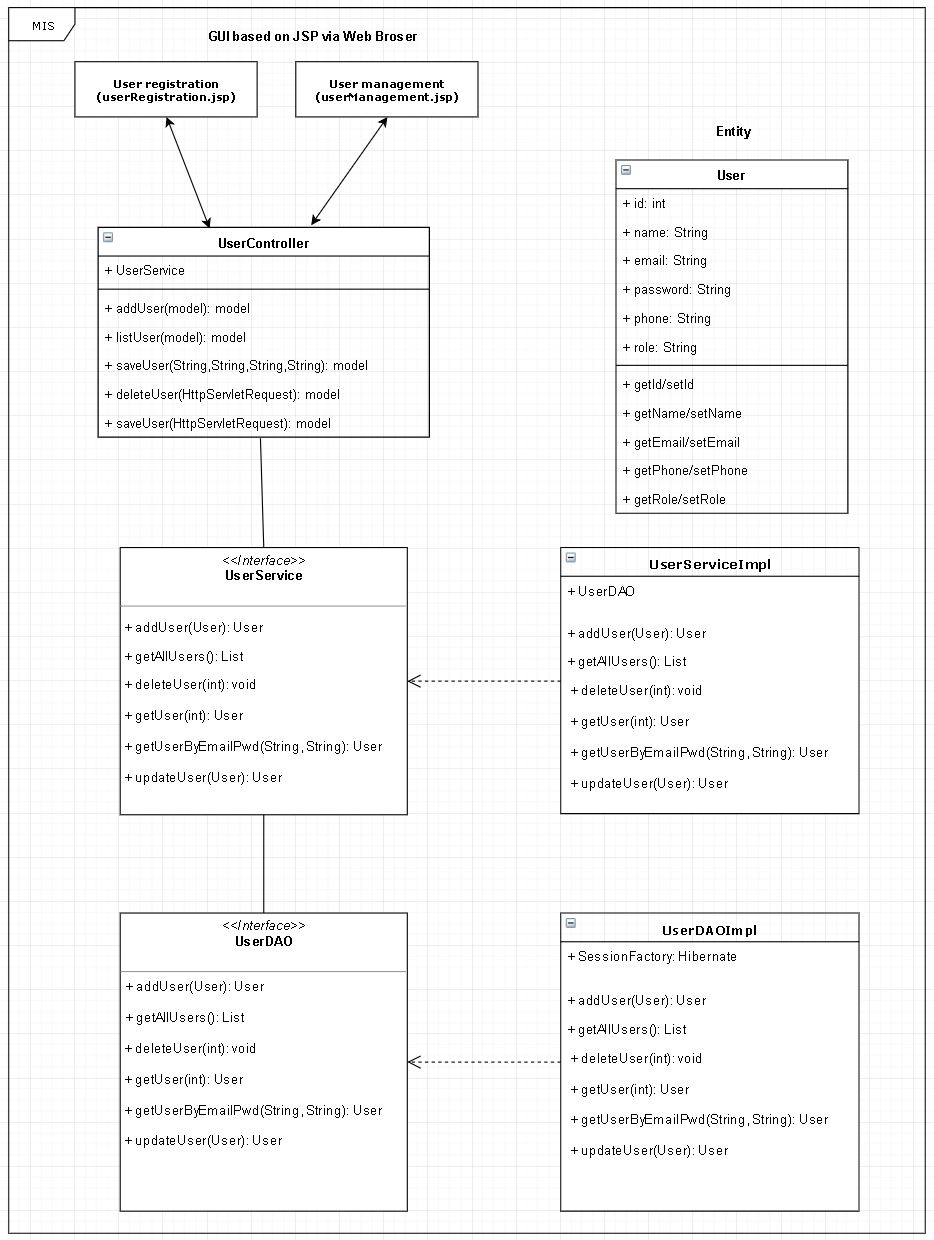 MIS
GUI based on JSP via Web Broser
User registration
(userRegistration.jsp)
User management
(userManagement.jsp)
Entity
User
+ id: int
+ name: String
+ email: String
+ password: String
+ phone: String
+ role: String
+ getId/setId
+ getName/setName
+ getEmail/setEmail
+ getPhone/setPhone
+ getRole/setRole
UserController
+ UserService
+ addUser(model): model
+ listUser(model): model
+ saveUser(String,String,String,String): model
+ deleteUser(HttpServletRequest): model
+ saveUser(HttpServletRequest): model
<<Interface>>
UserService
+ addUser(User): User
+ getAllUsers(): List
+ deleteUser(int): void
+ getUser(int): User
+ getUserByEmailPwd(String, String): User
+ updateUser(User): User
UserServiceImpl
+ UserDAO
+ addUser(User): User
+ getAllUsers(): List
+ deleteUser(int): void
+ getUser(int): User
+ getUserByEmailPwd(String, String): User
+ updateUser(User): User
<<Interface>>
UserDAO
+ addUser(User): User
+ getAllUsers(): List
+ deleteUser(int): void
+ getUser(int): User
+ getUserByEmailPwd(String, String): User
+ updateUser(User): User
UserDAOImpl
+ SessionFactory: Hibernate
+ addUser(User): User
+ getAllUsers(): List
+ deleteUser(int): void
+ getUser(int): User
+ getUserByEmailPwd(String, String): User
+ updateUser(User): User